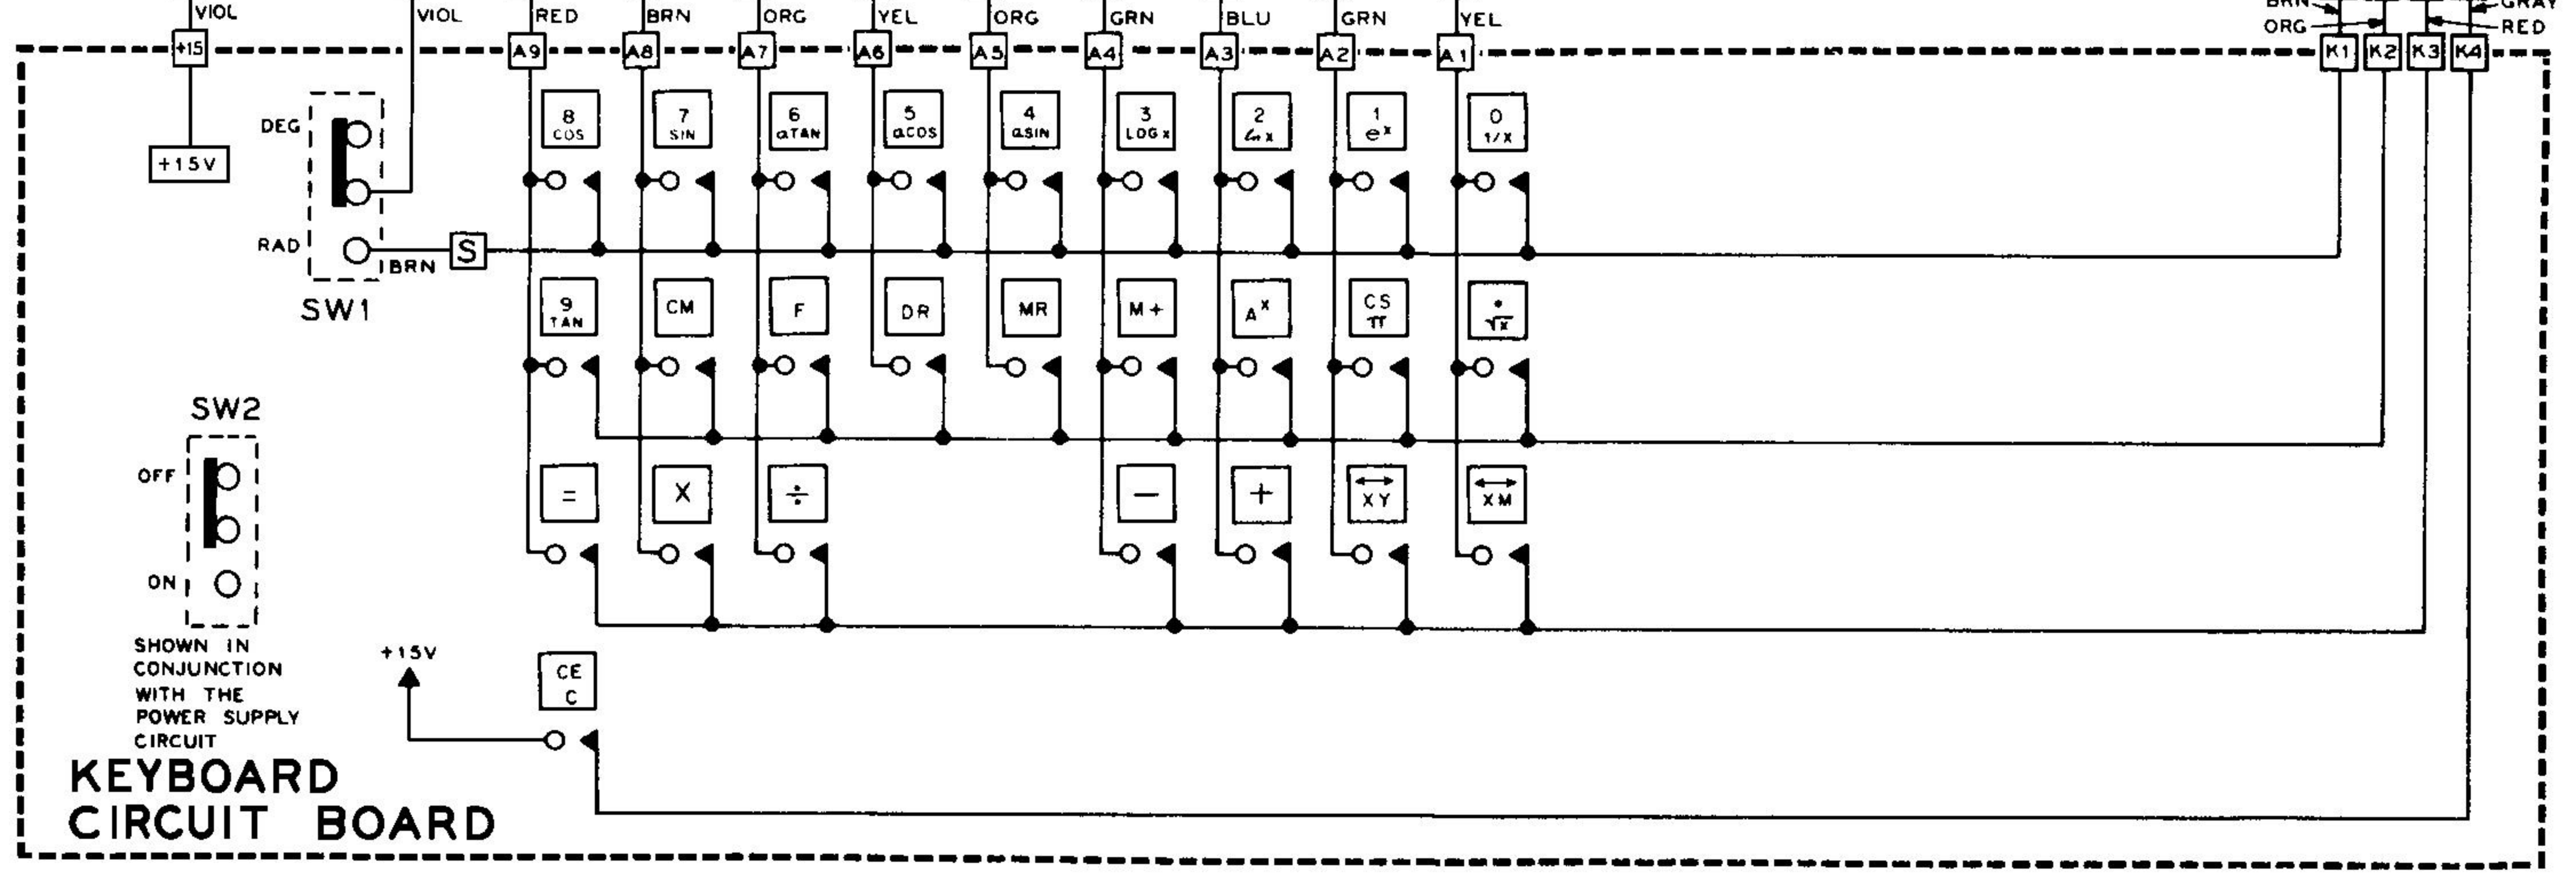 VIOL VIOL RED BRN ORG YEL ORG GRN BLU GRN YEL BRN GRAY
ORG RED
+15 A9 A8 A7 A6 A5 A4 A3 A2 A1 K1 K2 K3 K4
DEG 8 7 6 5 4 3 2 1 0
COS SIN aTAN aCOS aSIN LOG x Ln x eˣ 1/X
+15V
RAD S
BRN
SW1
9 CM F DR MR M+ Aˣ CS •
TAN π √x
SW2
OFF = X ÷ − + ↔ ↔
XY XM
ON
SHOWN IN
CONJUNCTION
WITH THE
POWER SUPPLY
CIRCUIT
+15V CE
C
KEYBOARD
CIRCUIT BOARD